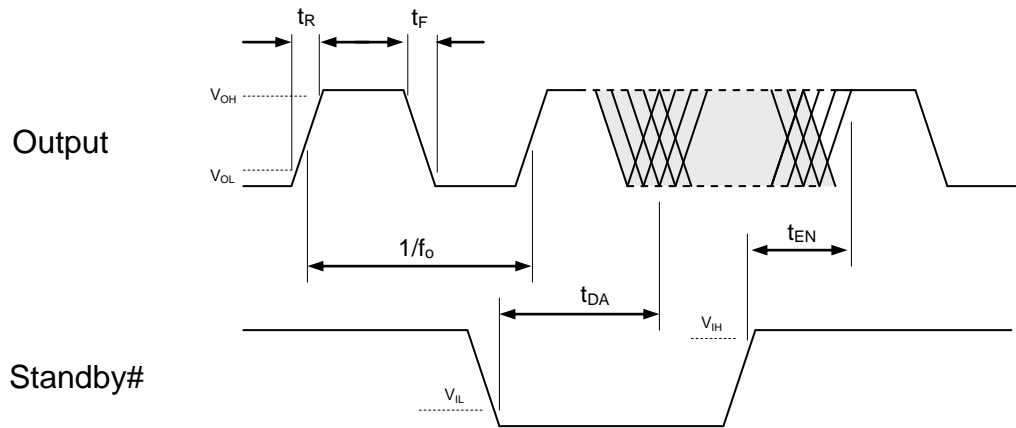 tR
tF
VOH
Output
VOL
1/fo
tEN
tDA
VIH
Standby#
VIL